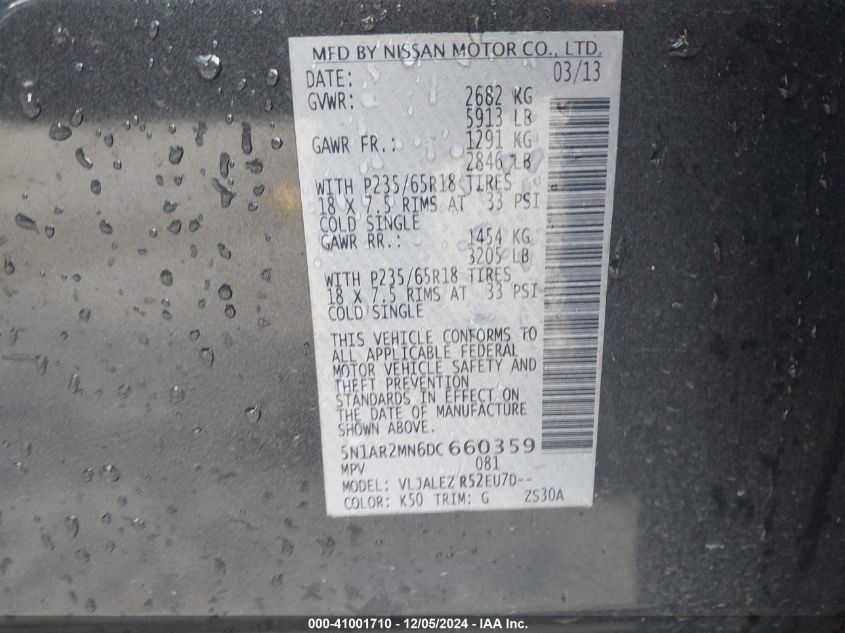 MFD BY NISSAN MOTOR CO., LTD.
DATE: 03/13
GVWR: 2682 KG
5913 LB
GAWR FR.: 1291 KG
2846 LB
WITH P235/65R18 TIRES
18 X 7.5 RIMS AT 33 PSI
COLD SINGLE
GAWR RR.: 1454 KG
3205 LB
WITH P235/65R18 TIRES
18 X 7.5 RIMS AT 33 PSI
COLD SINGLE
THIS VEHICLE CONFORMS TO
ALL APPLICABLE FEDERAL
MOTOR VEHICLE SAFETY AND
THEFT PREVENTION
STANDARDS IN EFFECT ON
THE DATE OF MANUFACTURE
SHOWN ABOVE.
5N1AR2MN6DC 660359
MPV 081
MODEL: VLJALEZ R52EU7D--
COLOR: K50 TRIM: G ZS30A
000-41001710 - 12/05/2024 - IAA Inc.